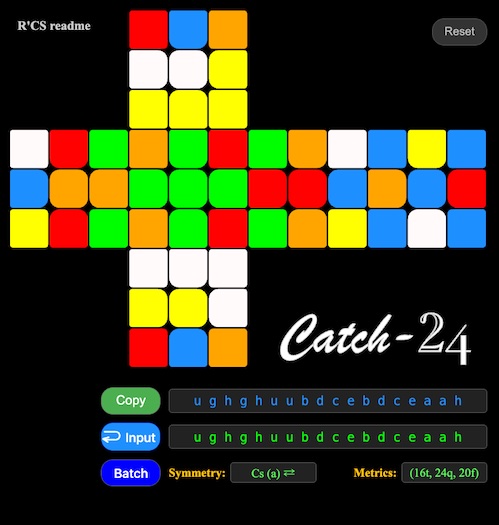 R'CS readme
Reset
Catch-24
Copy
u g h g h u u b d c e b d c e a a h
Input
u g h g h u u b d c e b d c e a a h
Batch Symmetry: Cs (a) ⇄ Metrics: (16t, 24q, 20f)